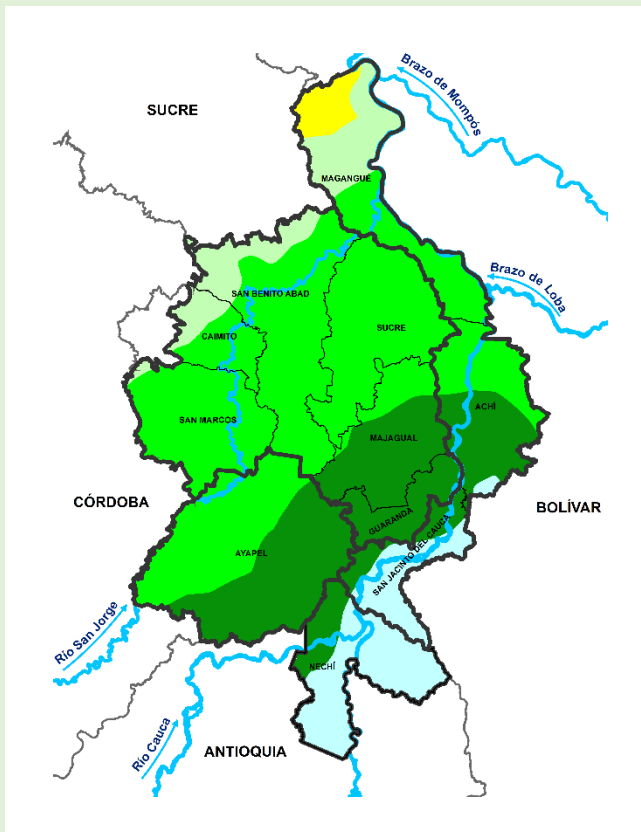 SUCRE
Brazo de Mompós
MAGANGUÉ
SAN BENITO ABAD
Brazo de Loba
CAIMITO
SUCRE
SAN MARCOS
ACHÍ
MAJAGUAL
CÓRDOBA
BOLÍVAR
GUARANDA
AYAPEL
SAN JACINTO DEL CAUCA
Río San Jorge
NECHÍ
Río Cauca
ANTIOQUIA